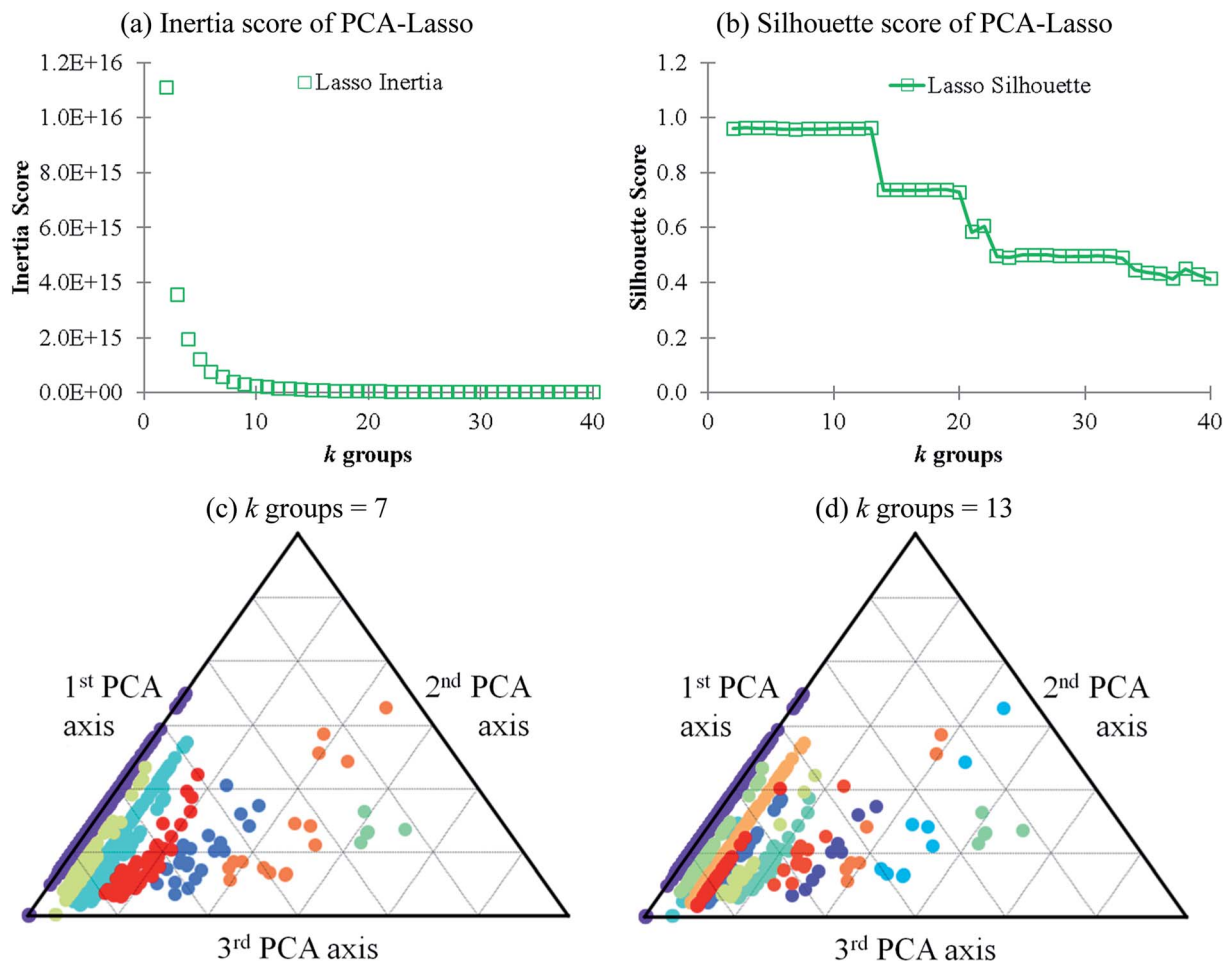 (a) Inertia score of PCA-Lasso
1.2E+16
1.0E+16
8.0E+15
6.0E+15
4.0E+15
2.0E+15
0.0E+00
Inertia Score
Lasso Inertia
0 10 20 30 40
k groups
(b) Silhouette score of PCA-Lasso
1.2
1.0
0.8
0.6
0.4
0.2
0.0
Silhouette Score
Lasso Silhouette
0 10 20 30 40
k groups
(c) k groups = 7
1st PCA
axis
2nd PCA
axis
3rd PCA axis
(d) k groups = 13
1st PCA
axis
2nd PCA
axis
3rd PCA axis